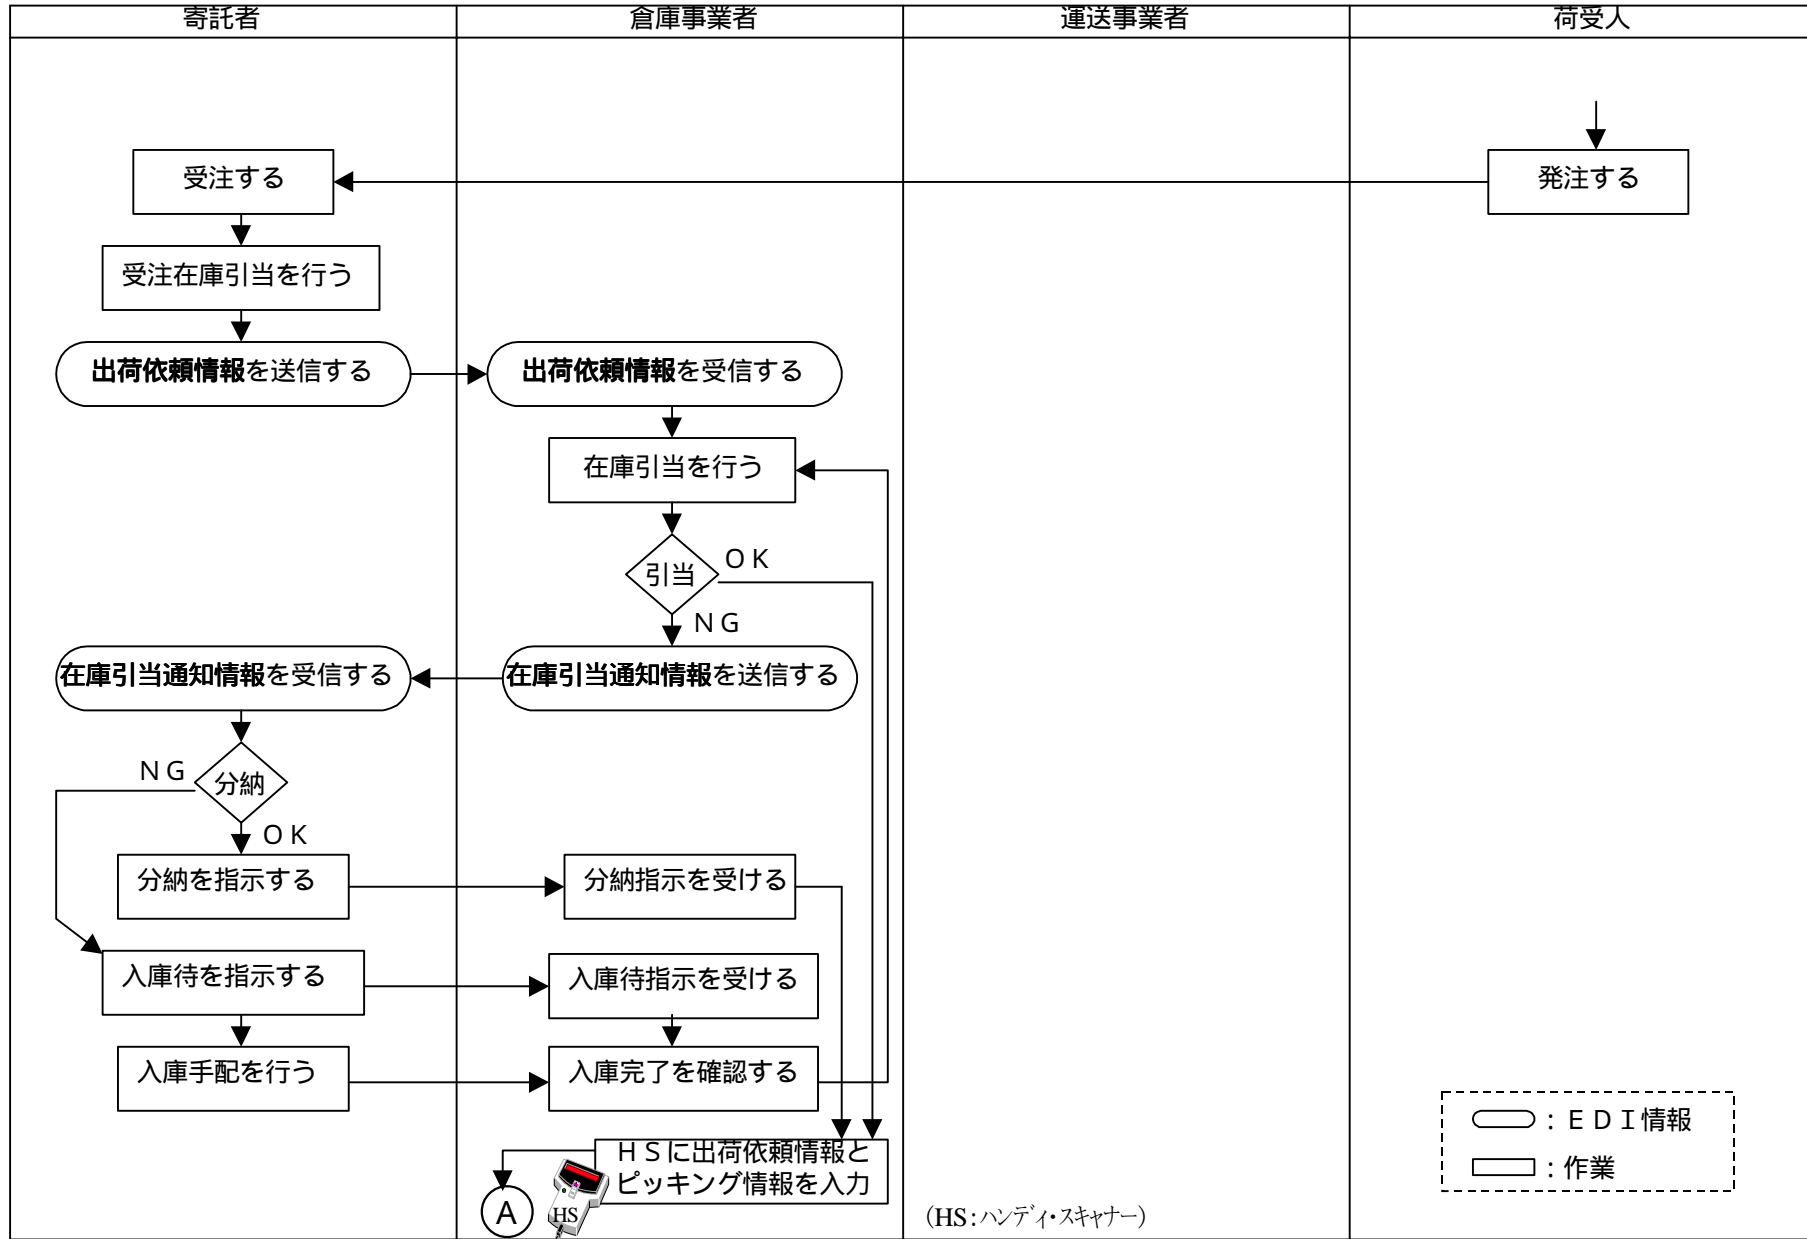 寄託者
倉庫事業者
運送事業者
荷受人
受注する
発注する
受注在庫引当を行う
出荷依頼情報を送信する
出荷依頼情報を受信する
在庫引当を行う
引当
ＯＫ
ＮＧ
在庫引当通知情報を受信する
在庫引当通知情報を送信する
ＮＧ
分納
ＯＫ
分納を指示する
分納指示を受ける
入庫待を指示する
入庫待指示を受ける
入庫手配を行う
入庫完了を確認する
：ＥＤＩ情報
：作業
ＨＳに出荷依頼情報と
ピッキング情報を入力
A
HS
(HS：ハンディ・スキャナー)